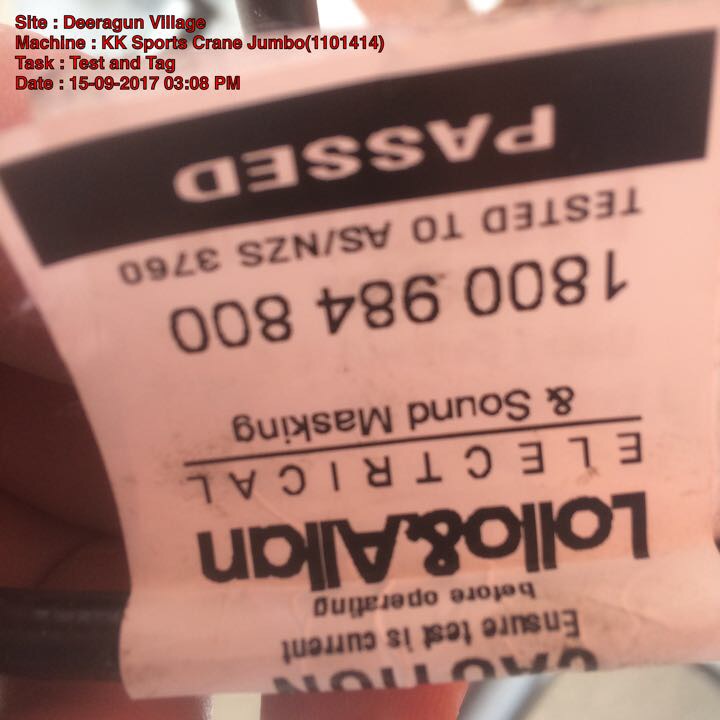 Site : Deeragun Village
Machine : KK Sports Crane Jumbo(1101414)
Task : Test and Tag
Date : 15-09-2017 03:08 PM
CAUTION
Ensure test is current
before operating
Lollo&Allan
ELECTRICAL
& Sound Masking
1800 984 800
TESTED TO AS/NZS 3760
PASSED